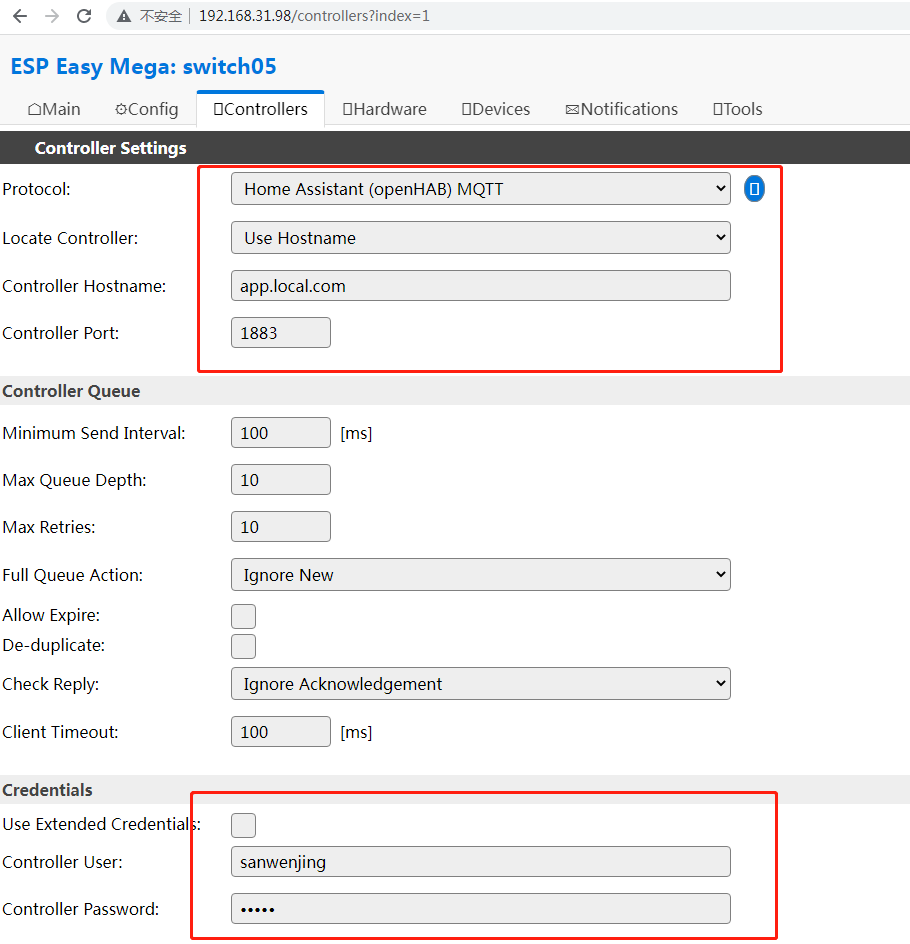 不安全 192.168.31.98/controllers?index=1
ESP Easy Mega: switch05
Main Config Controllers Hardware Devices Notifications Tools
Controller Settings
Protocol: Home Assistant (openHAB) MQTT
Locate Controller: Use Hostname
Controller Hostname: app.local.com
Controller Port: 1883
Controller Queue
Minimum Send Interval: 100 [ms]
Max Queue Depth: 10
Max Retries: 10
Full Queue Action: Ignore New
Allow Expire:
De-duplicate:
Check Reply: Ignore Acknowledgement
Client Timeout: 100 [ms]
Credentials
Use Extended Credentials:
Controller User: sanwenjing
Controller Password: •••••